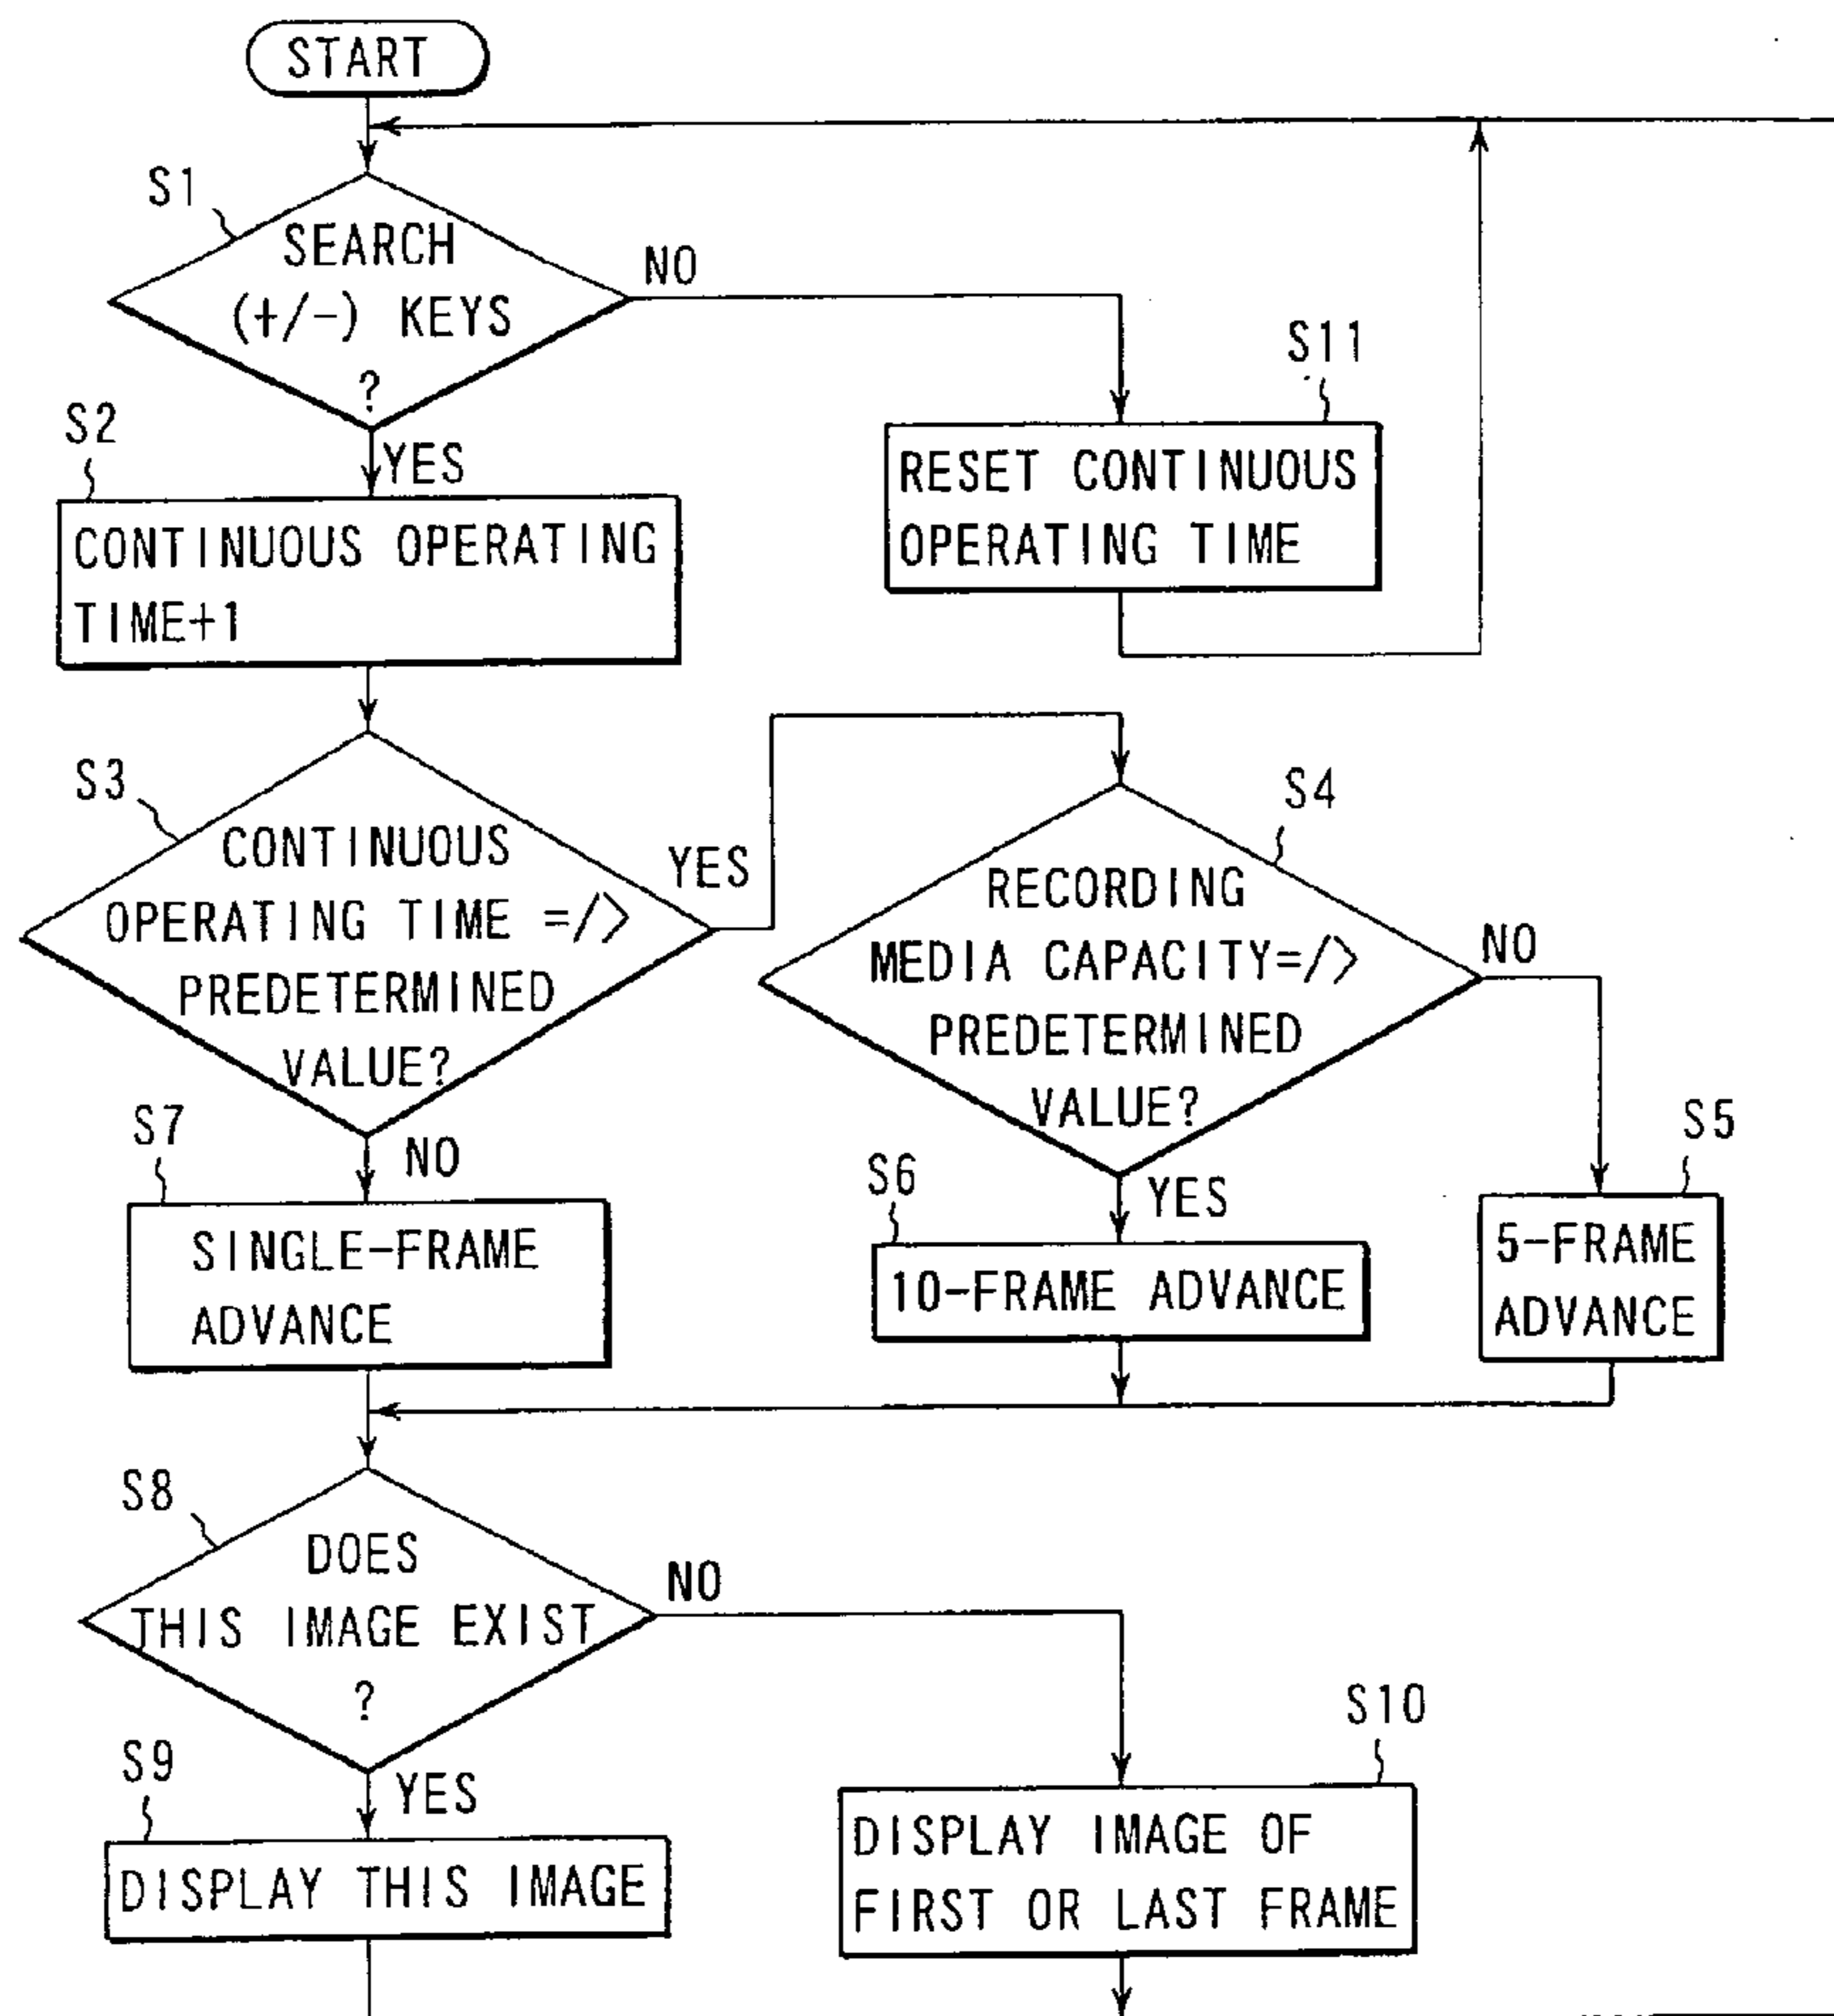 START
S1
SEARCH
(+/-) KEYS
?
NO
YES
S11
RESET CONTINUOUS
OPERATING TIME
S2
CONTINUOUS OPERATING
TIME+1
S3
CONTINUOUS
OPERATING TIME =/>
PREDETERMINED
VALUE?
YES
NO
S4
RECORDING
MEDIA CAPACITY=/>
PREDETERMINED
VALUE?
NO
YES
S7
SINGLE-FRAME
ADVANCE
S6
10-FRAME ADVANCE
S5
5-FRAME
ADVANCE
S8
DOES
THIS IMAGE EXIST
?
NO
YES
S9
DISPLAY THIS IMAGE
S10
DISPLAY IMAGE OF
FIRST OR LAST FRAME